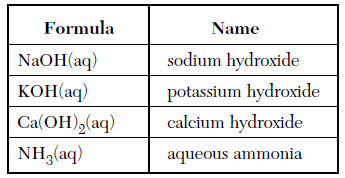 Formula Name
NaOH(aq) sodium hydroxide
KOH(aq) potassium hydroxide
Ca(OH)₂(aq) calcium hydroxide
NH₃(aq) aqueous ammonia